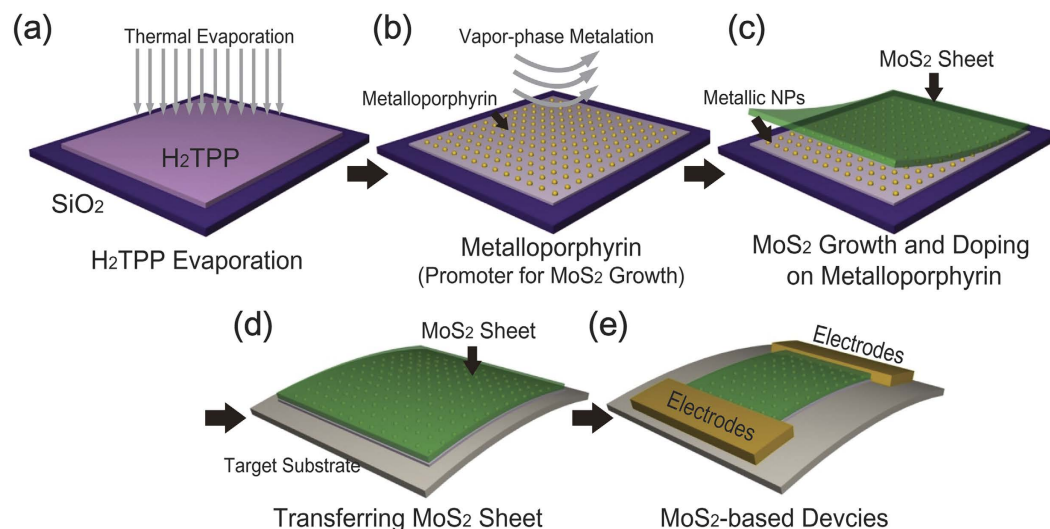 (a)
Thermal Evaporation
H₂TPP
SiO₂
H₂TPP Evaporation
(b)
Vapor-phase Metalation
Metalloporphyrin
Metalloporphyrin
(Promoter for MoS₂ Growth)
(c)
MoS₂ Sheet
Metallic NPs
MoS₂ Growth and Doping
on Metalloporphyrin
(d)
MoS₂ Sheet
Target Substrate
Transferring MoS₂ Sheet
(e)
Electrodes
Electrodes
MoS₂-based Devcies